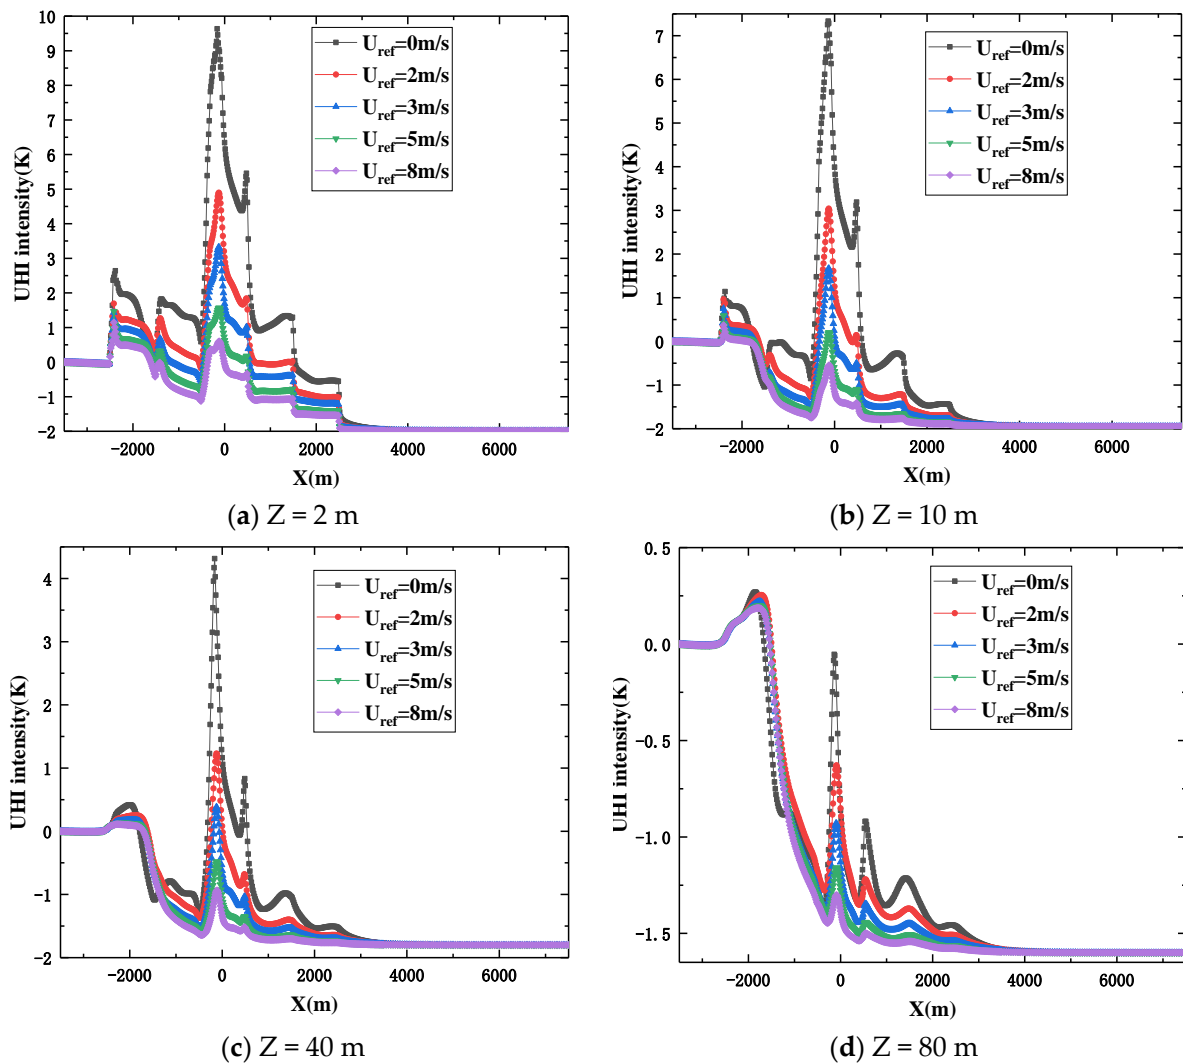 10
9
8
7
6
5
4
3
2
1
0
-1
-2
UHI intensity(K)
U_ref=0m/s
U_ref=2m/s
U_ref=3m/s
U_ref=5m/s
U_ref=8m/s
-2000 0 2000 4000 6000
X(m)
(a) Z = 2 m
7
6
5
4
3
2
1
0
-1
-2
UHI intensity(K)
U_ref=0m/s
U_ref=2m/s
U_ref=3m/s
U_ref=5m/s
U_ref=8m/s
-2000 0 2000 4000 6000
X(m)
(b) Z = 10 m
4
3
2
1
0
-1
-2
UHI intensity(K)
U_ref=0m/s
U_ref=2m/s
U_ref=3m/s
U_ref=5m/s
U_ref=8m/s
-2000 0 2000 4000 6000
X(m)
(c) Z = 40 m
0.5
0.0
-0.5
-1.0
-1.5
UHI intensity(K)
U_ref=0m/s
U_ref=2m/s
U_ref=3m/s
U_ref=5m/s
U_ref=8m/s
-2000 0 2000 4000 6000
X(m)
(d) Z = 80 m